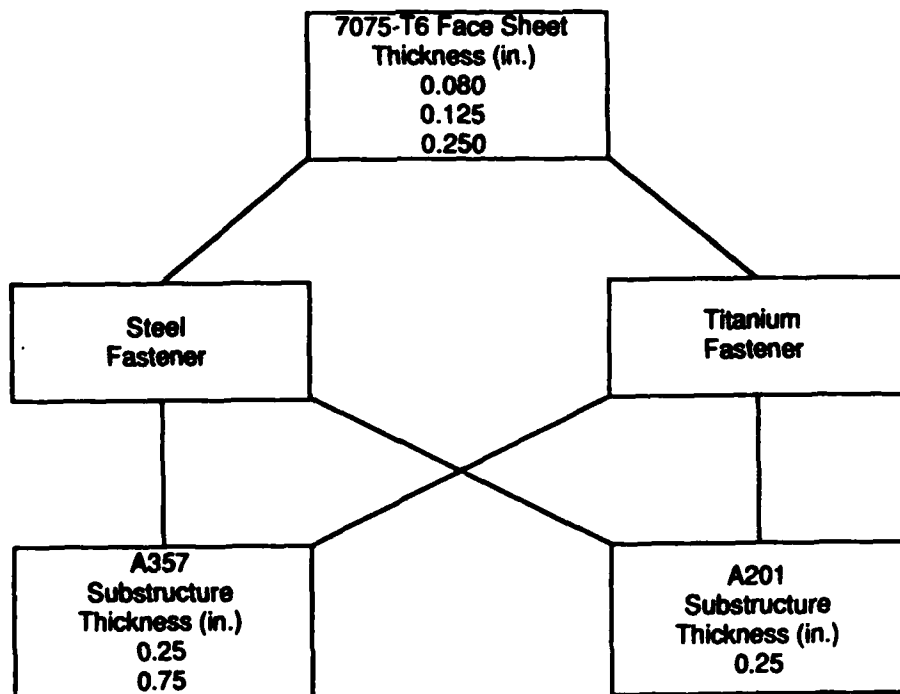 7075-T6 Face Sheet
Thickness (in.)
0.080
0.125
0.250
Steel
Fastener
Titanium
Fastener
A357
Substructure
Thickness (in.)
0.25
0.75
A201
Substructure
Thickness (in.)
0.25